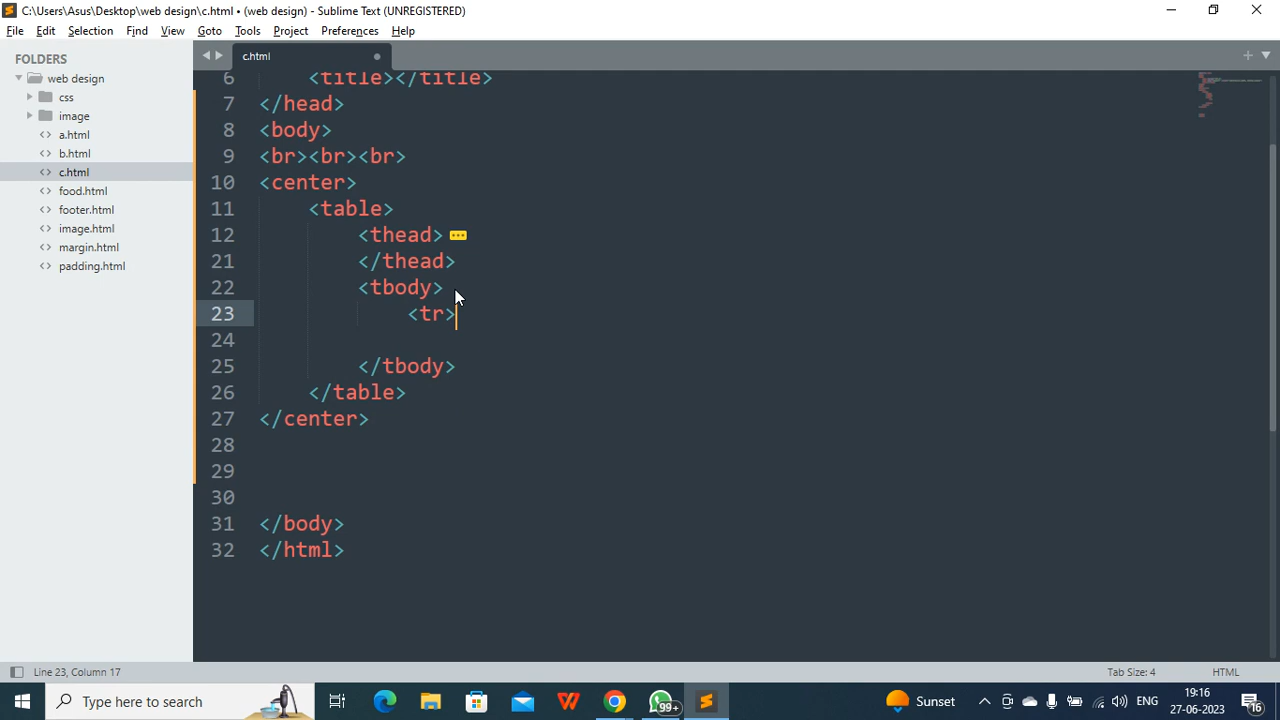 C:\Users\Asus\Desktop\web design\c.html • (web design) - Sublime Text (UNREGISTERED)
File Edit Selection Find View Goto Tools Project Preferences Help
FOLDERS
web design
css
image
a.html
b.html
c.html
food.html
footer.html
image.html
margin.html
padding.html
c.html
6 <title></title>
7 </head>
8 <body>
9 <br><br><br>
10 <center>
11 <table>
12 <thead>
21 </thead>
22 <tbody>
23 <tr>
24
25 </tbody>
26 </table>
27 </center>
28
29
30
31 </body>
32 </html>
Line 23, Column 17 Tab Size: 4 HTML
Type here to search 99+ Sunset ENG 19:16
27-06-2023 16